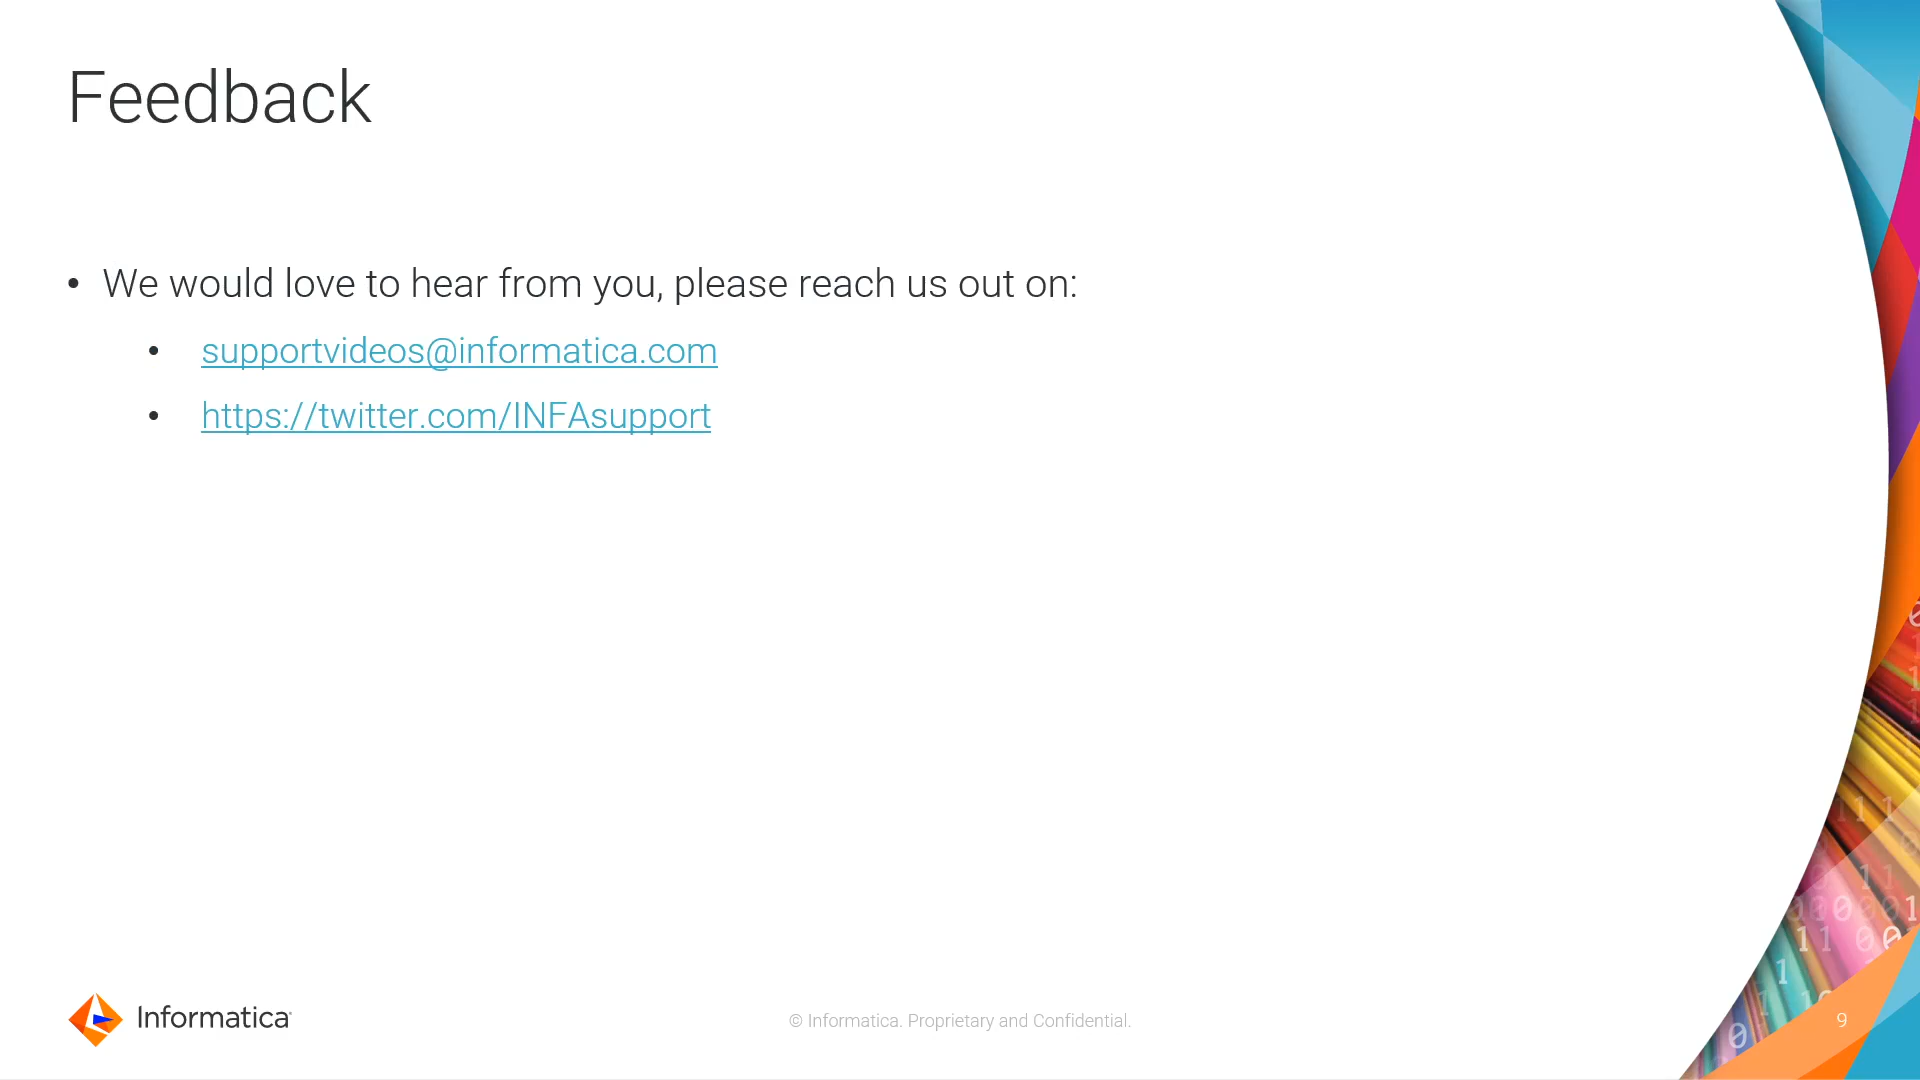 Feedback
• We would love to hear from you, please reach us out on:
• supportvideos@informatica.com
• https://twitter.com/INFAsupport
Informatica
© Informatica. Proprietary and Confidential.
9